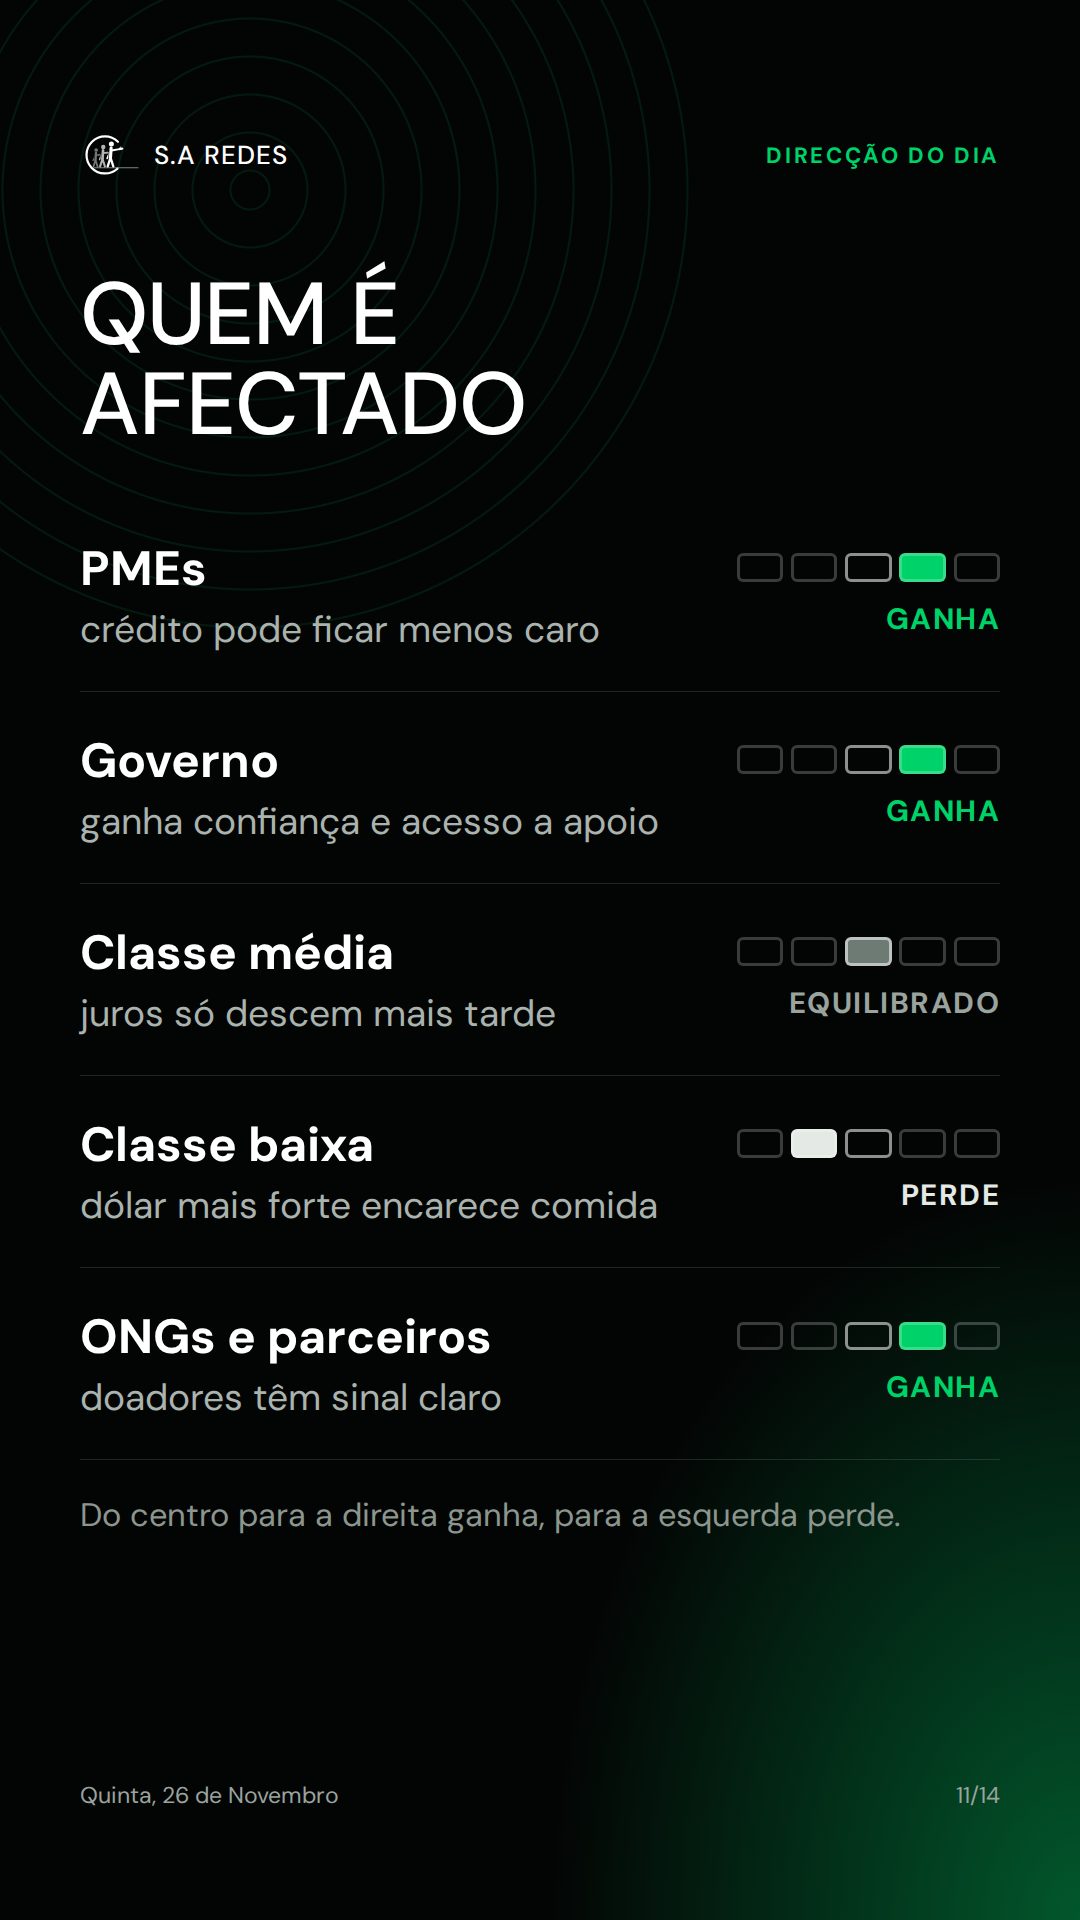 S.A REDES
DIRECÇÃO DO DIA
QUEM É
AFECTADO
PMEs
crédito pode ficar menos caro
GANHA
Governo
ganha confiança e acesso a apoio
GANHA
Classe média
juros só descem mais tarde
EQUILIBRADO
Classe baixa
dólar mais forte encarece comida
PERDE
ONGs e parceiros
doadores têm sinal claro
GANHA
Do centro para a direita ganha, para a esquerda perde.
Quinta, 26 de Novembro
11/14